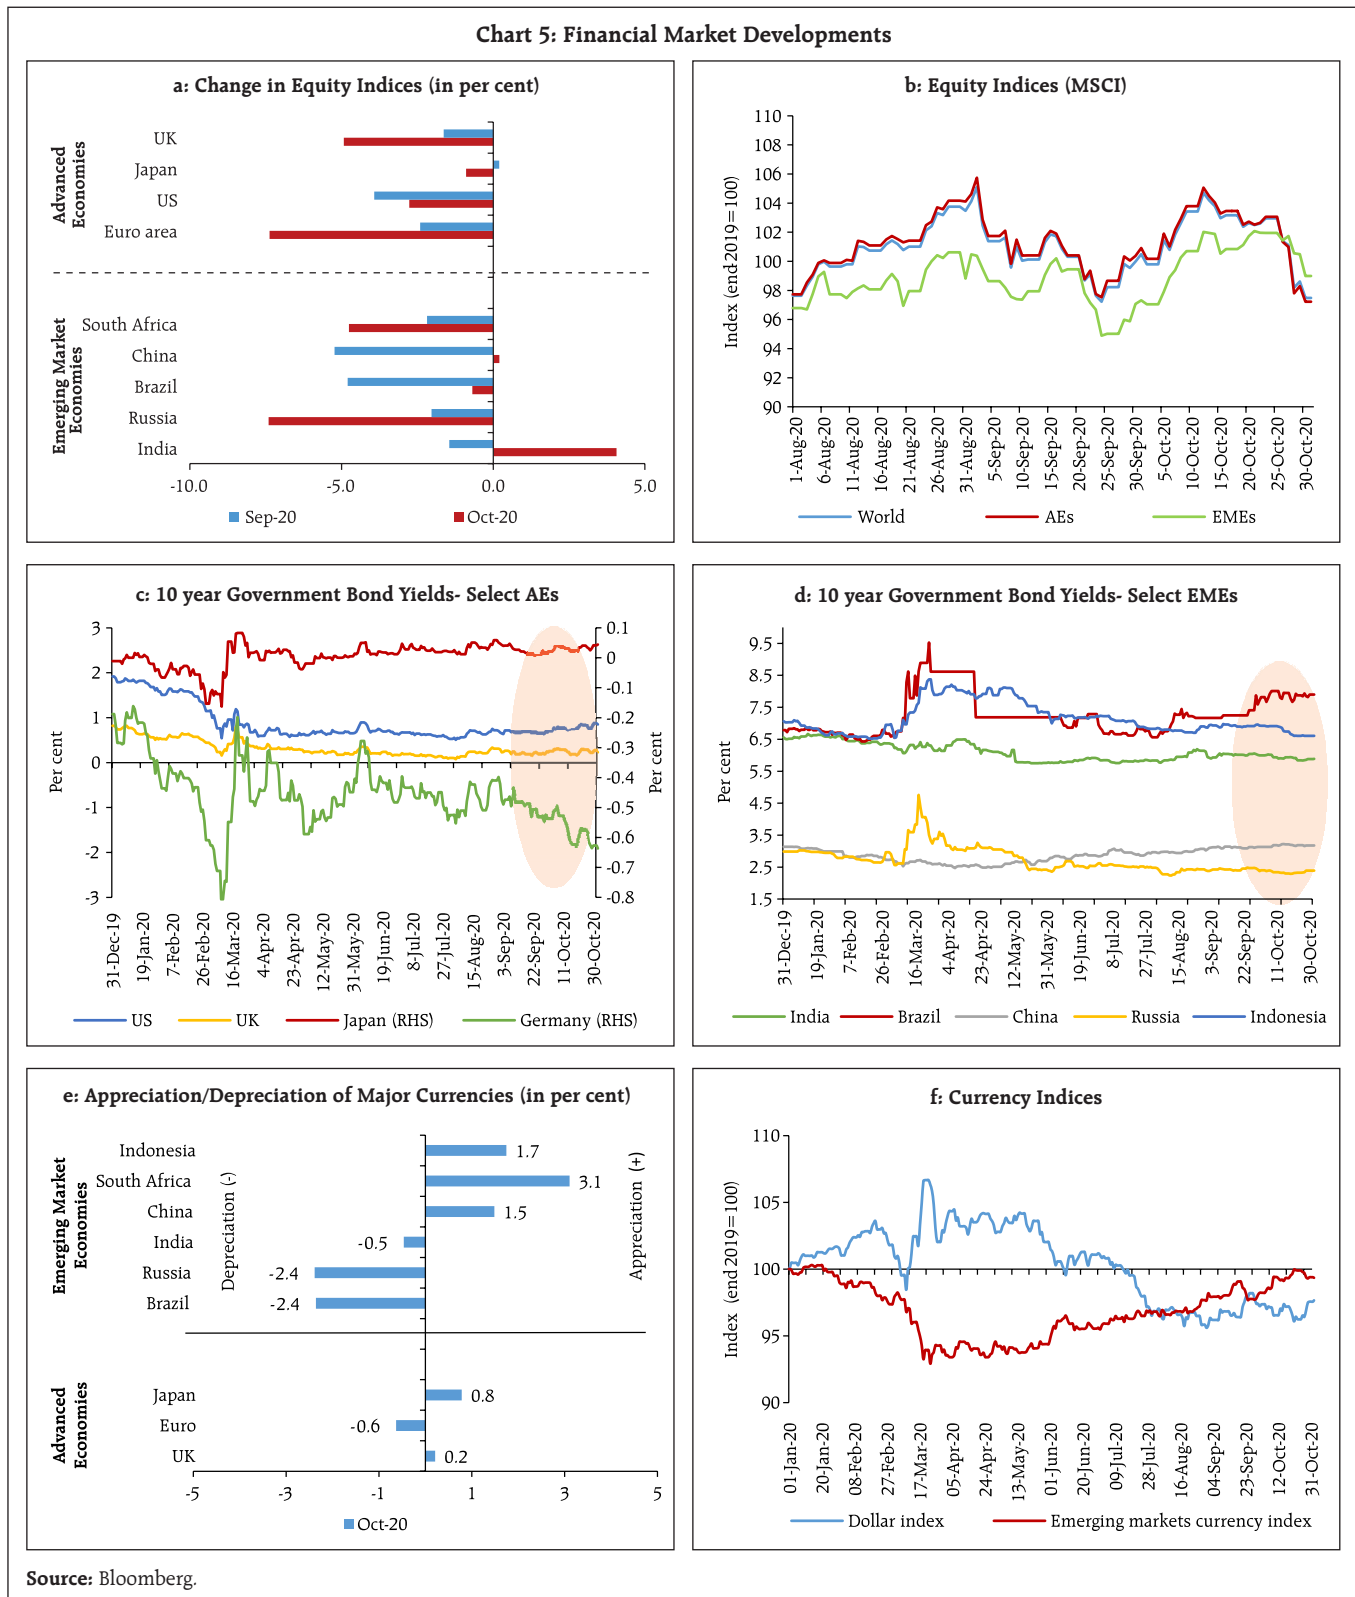 Chart 5: Financial Market Developments
a: Change in Equity Indices (in per cent)
Advanced
Economies
UK
Japan
US
Euro area
Emerging Market
Economies
South Africa
China
Brazil
Russia
India
-10.0 -5.0 0.0 5.0
Sep-20 Oct-20
b: Equity Indices (MSCI)
Index (end 2019=100)
110
108
106
104
102
100
98
96
94
92
90
1-Aug-20 6-Aug-20 11-Aug-20 16-Aug-20 21-Aug-20 26-Aug-20 31-Aug-20 5-Sep-20 10-Sep-20 15-Sep-20 20-Sep-20 25-Sep-20 30-Sep-20 5-Oct-20 10-Oct-20 15-Oct-20 20-Oct-20 25-Oct-20 30-Oct-20
World AEs EMEs
c: 10 year Government Bond Yields- Select AEs
Per cent
3
2
1
0
-1
-2
-3
0.1
0
-0.1
-0.2
-0.3
-0.4
-0.5
-0.6
-0.7
-0.8
Per cent
31-Dec-19 19-Jan-20 7-Feb-20 26-Feb-20 16-Mar-20 4-Apr-20 23-Apr-20 12-May-20 31-May-20 19-Jun-20 8-Jul-20 27-Jul-20 15-Aug-20 3-Sep-20 22-Sep-20 11-Oct-20 30-Oct-20
US UK Japan (RHS) Germany (RHS)
d: 10 year Government Bond Yields- Select EMEs
Per cent
9.5
8.5
7.5
6.5
5.5
4.5
3.5
2.5
1.5
31-Dec-19 19-Jan-20 7-Feb-20 26-Feb-20 16-Mar-20 4-Apr-20 23-Apr-20 12-May-20 31-May-20 19-Jun-20 8-Jul-20 27-Jul-20 15-Aug-20 3-Sep-20 22-Sep-20 11-Oct-20 30-Oct-20
India Brazil China Russia Indonesia
e: Appreciation/Depreciation of Major Currencies (in per cent)
Emerging Market
Economies
Depreciation (-)
Appreciation (+)
Indonesia 1.7
South Africa 3.1
China 1.5
India -0.5
Russia -2.4
Brazil -2.4
Advanced
Economies
Japan 0.8
Euro -0.6
UK 0.2
-5 -3 -1 1 3 5
Oct-20
f: Currency Indices
Index (end 2019=100)
110
105
100
95
90
01-Jan-20 20-Jan-20 08-Feb-20 27-Feb-20 17-Mar-20 05-Apr-20 24-Apr-20 13-May-20 01-Jun-20 20-Jun-20 09-Jul-20 28-Jul-20 16-Aug-20 04-Sep-20 23-Sep-20 12-Oct-20 31-Oct-20
Dollar index Emerging markets currency index
Source: Bloomberg.